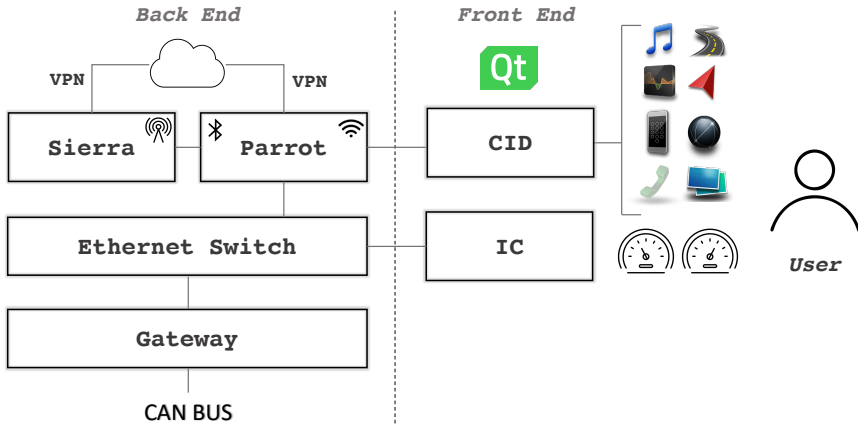 Back End
Front End
VPN
VPN
Qt
Sierra
Parrot
CID
Ethernet Switch
IC
User
Gateway
CAN BUS